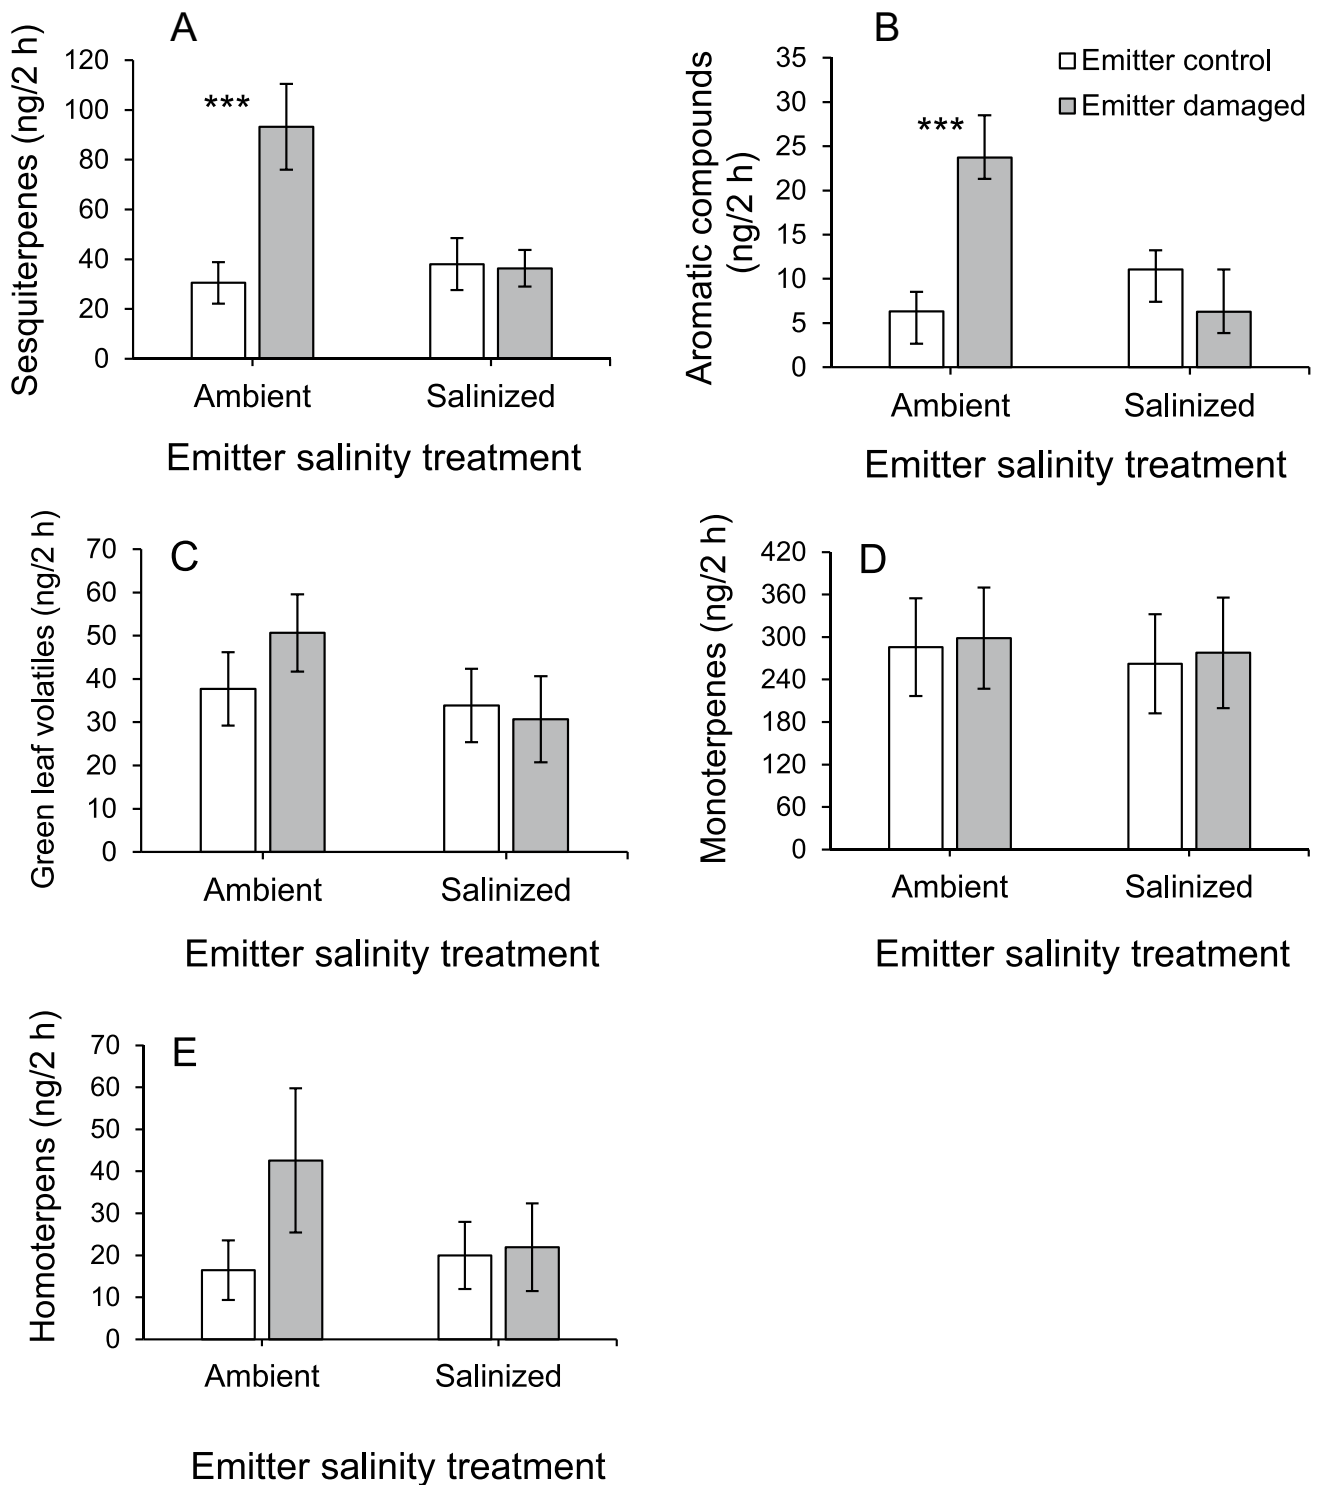 A
Sesquiterpenes (ng/2 h)
120
100
80
60
40
20
0
***
Ambient
Salinized
Emitter salinity treatment
B
Aromatic compounds
(ng/2 h)
35
30
25
20
15
10
5
0
***
Emitter control
Emitter damaged
Ambient
Salinized
Emitter salinity treatment
C
Green leaf volatiles (ng/2 h)
70
60
50
40
30
20
10
0
Ambient
Salinized
Emitter salinity treatment
D
Monoterpenes (ng/2 h)
420
360
300
240
180
120
60
0
Ambient
Salinized
Emitter salinity treatment
E
Homoterpens (ng/2 h)
70
60
50
40
30
20
10
0
Ambient
Salinized
Emitter salinity treatment